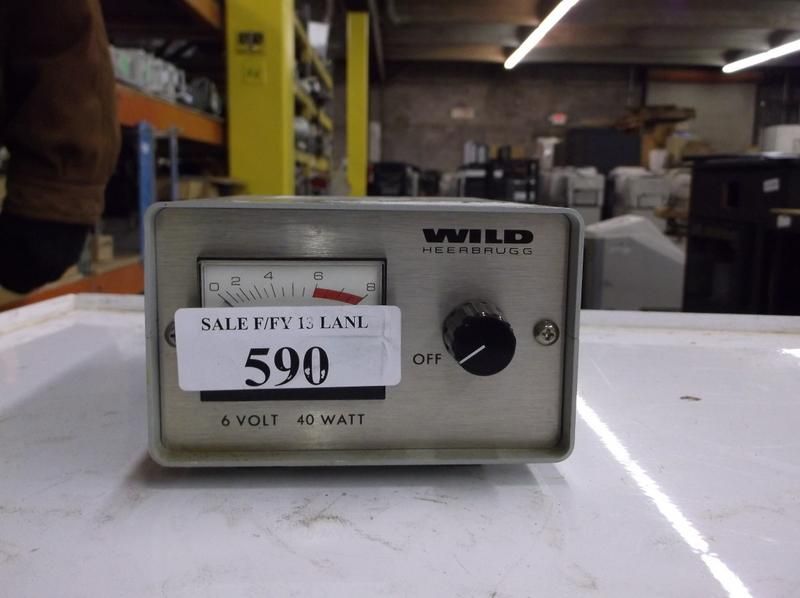 WILD
HEERBRUGG
0 2 4 6 8
SALE F/FY 13 LANL
590
OFF
6 VOLT 40 WATT